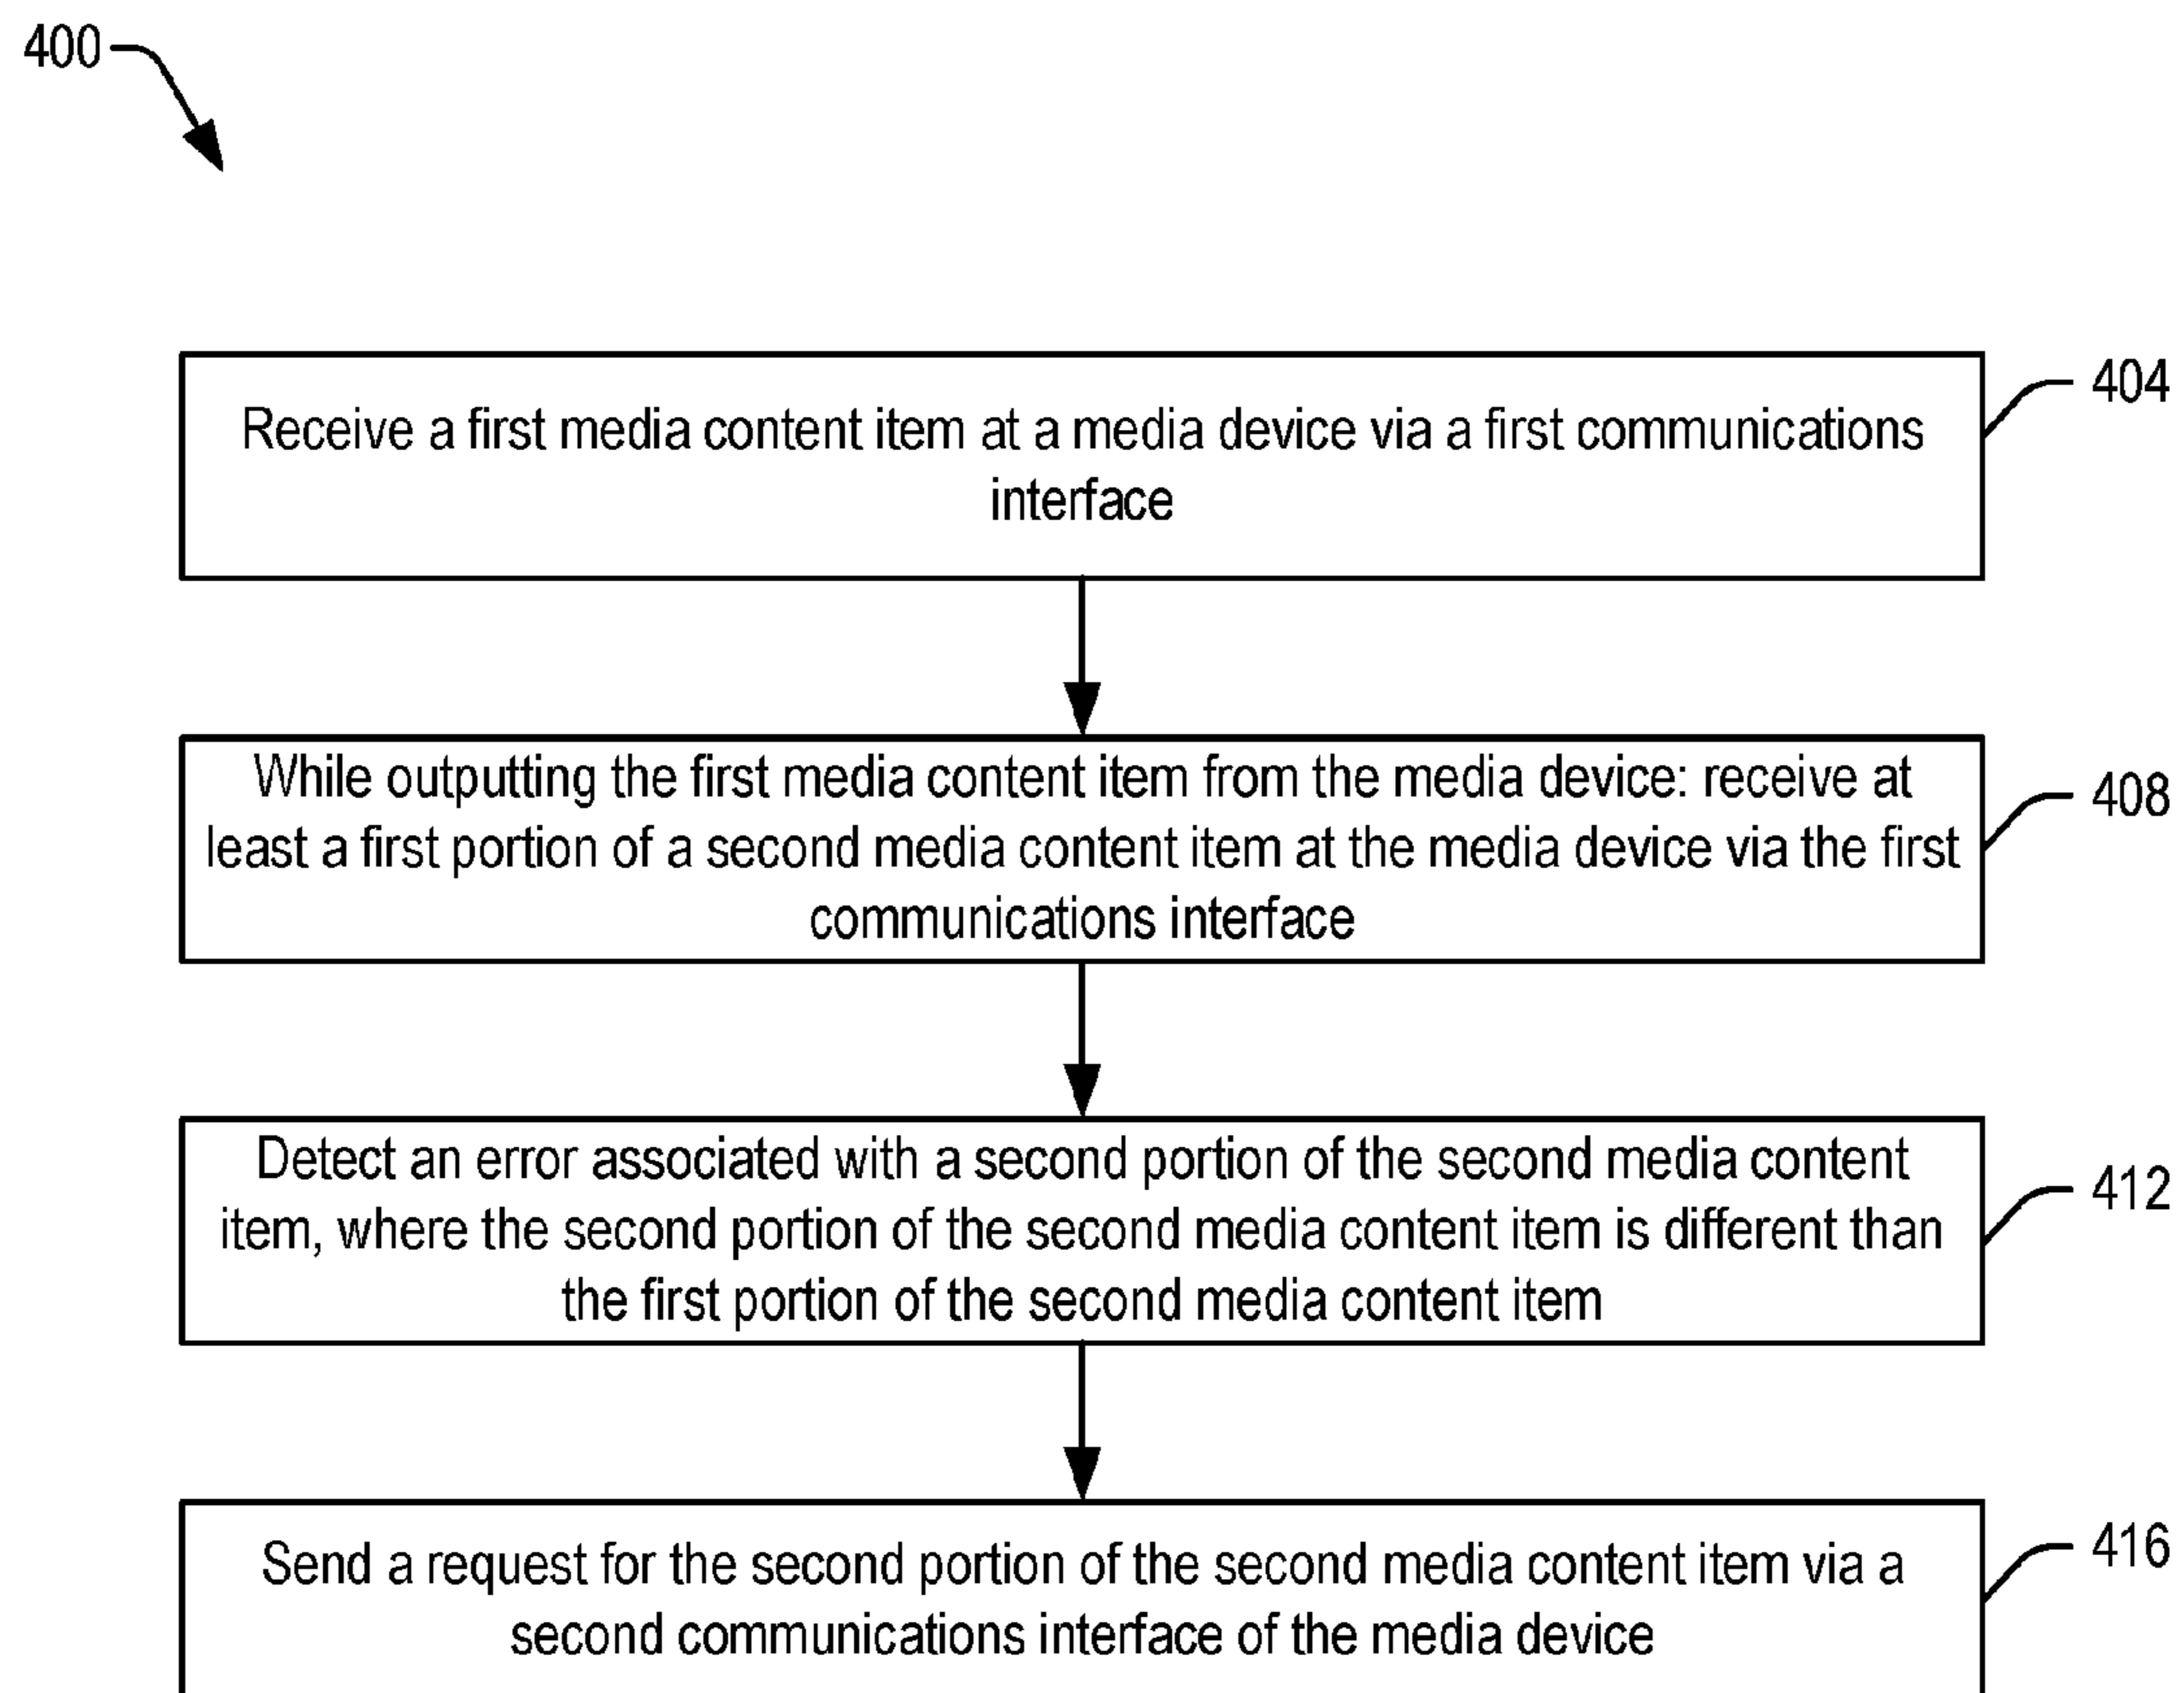 400
404
Receive a first media content item at a media device via a first communications
interface
While outputting the first media content item from the media device: receive at
408
least a first portion of a second media content item at the media device via the first
communications interface
Detect an error associated with a second portion of the second media content
412
item, where the second portion of the second media content item is different than
the first portion of the second media content item
416
Send a request for the second portion of the second media content item via a
second communications interface of the media device